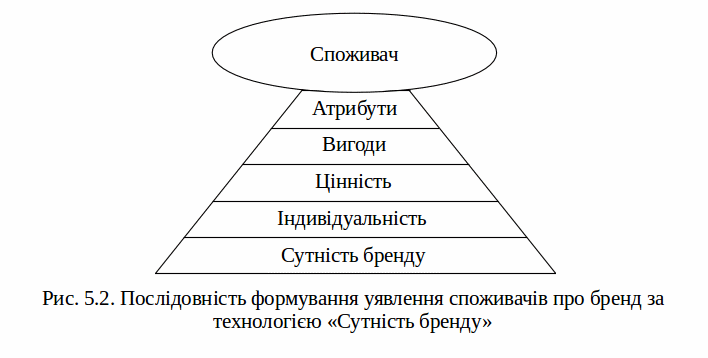 Споживач
Атрибути
Вигоди
Цінність
Індивідуальність
Сутність бренду
Рис. 5.2. Послідовність формування уявлення споживачів про бренд за
технологією «Сутність бренду»